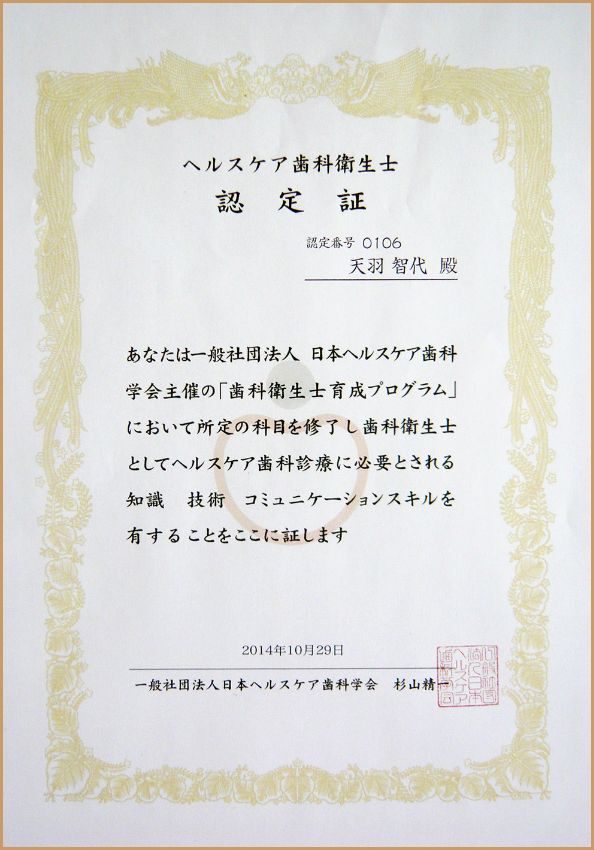 ヘルスケア歯科衛生士
認定証
認定番号 0106
天羽 智代 殿
あなたは一般社団法人 日本ヘルスケア歯科
学会主催の「歯科衛生士育成プログラム」
において所定の科目を修了し歯科衛生士
としてヘルスケア歯科診療に必要とされる
知識 技術 コミュニケーションスキルを
有することをここに証します
2014年10月29日
一般社団法人日本ヘルスケア歯科学会 杉山精一